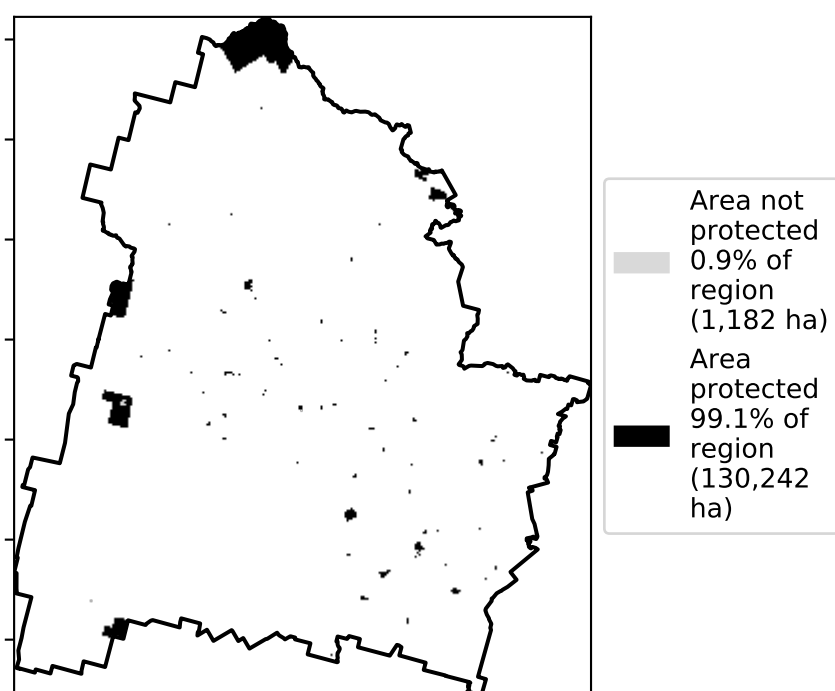 Area not
protected
0.9% of
region
(1,182 ha)
Area
protected
99.1% of
region
(130,242
ha)